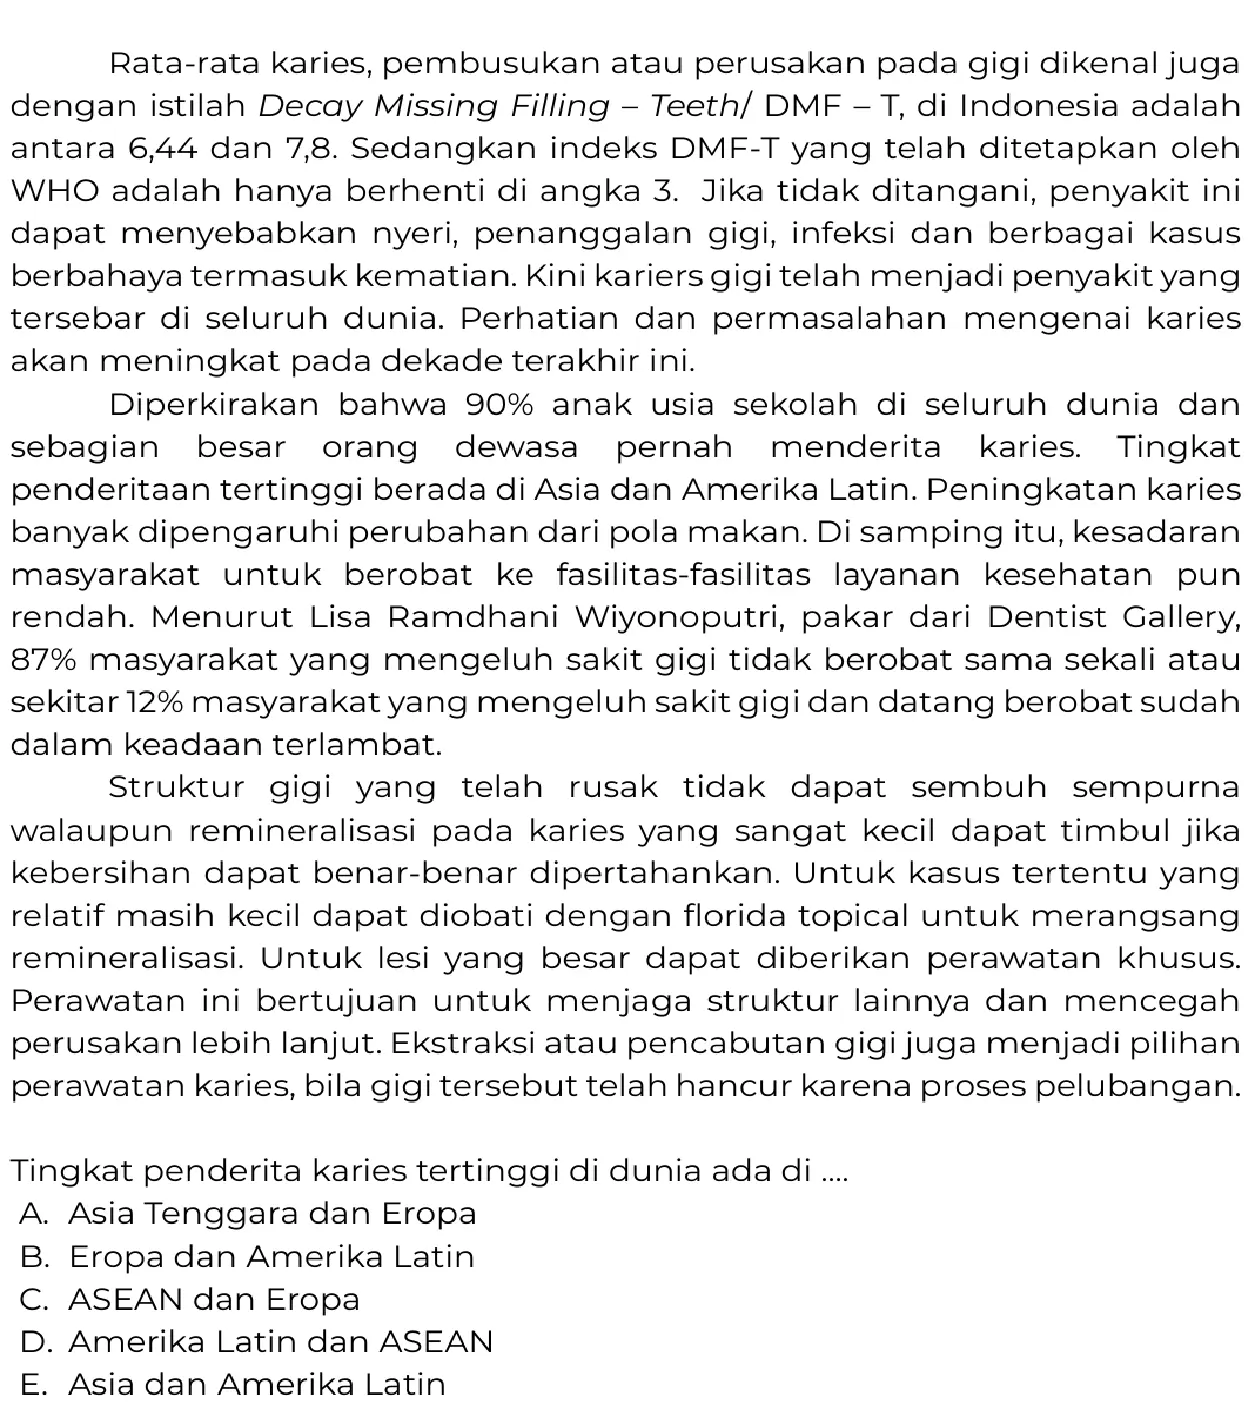 Rata-rata karies, pembusukan atau perusakan pada gigi dikenal juga
dengan istilah Decay Missing Filling – Teeth/ DMF – T, di Indonesia adalah
antara 6,44 dan 7,8. Sedangkan indeks DMF-T yang telah ditetapkan oleh
WHO adalah hanya berhenti di angka 3. Jika tidak ditangani, penyakit ini
dapat menyebabkan nyeri, penanggalan gigi, infeksi dan berbagai kasus
berbahaya termasuk kematian. Kini kariers gigi telah menjadi penyakit yang
tersebar di seluruh dunia. Perhatian dan permasalahan mengenai karies
akan meningkat pada dekade terakhir ini.
Diperkirakan bahwa 90% anak usia sekolah di seluruh dunia dan
sebagian besar orang dewasa pernah menderita karies. Tingkat
penderitaan tertinggi berada di Asia dan Amerika Latin. Peningkatan karies
banyak dipengaruhi perubahan dari pola makan. Di samping itu, kesadaran
masyarakat untuk berobat ke fasilitas-fasilitas layanan kesehatan pun
rendah. Menurut Lisa Ramdhani Wiyonoputri, pakar dari Dentist Gallery,
87% masyarakat yang mengeluh sakit gigi tidak berobat sama sekali atau
sekitar 12% masyarakat yang mengeluh sakit gigi dan datang berobat sudah
dalam keadaan terlambat.
Struktur gigi yang telah rusak tidak dapat sembuh sempurna
walaupun remineralisasi pada karies yang sangat kecil dapat timbul jika
kebersihan dapat benar-benar dipertahankan. Untuk kasus tertentu yang
relatif masih kecil dapat diobati dengan florida topical untuk merangsang
remineralisasi. Untuk lesi yang besar dapat diberikan perawatan khusus.
Perawatan ini bertujuan untuk menjaga struktur lainnya dan mencegah
perusakan lebih lanjut. Ekstraksi atau pencabutan gigi juga menjadi pilihan
perawatan karies, bila gigi tersebut telah hancur karena proses pelubangan.
Tingkat penderita karies tertinggi di dunia ada di ....
A. Asia Tenggara dan Eropa
B. Eropa dan Amerika Latin
C. ASEAN dan Eropa
D. Amerika Latin dan ASEAN
E. Asia dan Amerika Latin